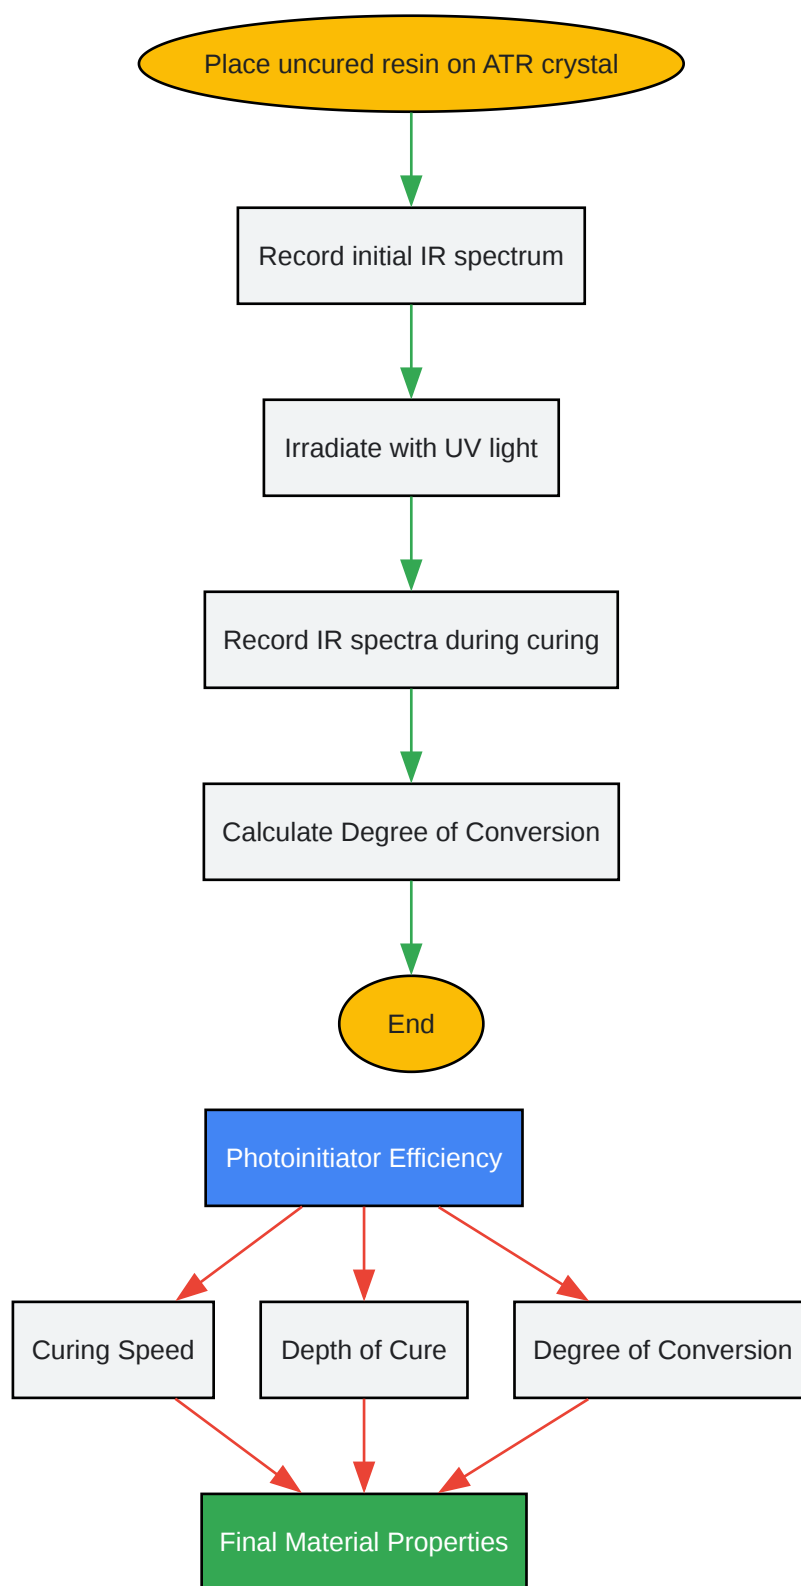 Place uncured resin on ATR crystal
Record initial IR spectrum
Irradiate with UV light
Record IR spectra during curing
Calculate Degree of Conversion
End
Photoinitiator Efficiency
Curing Speed
Depth of Cure
Degree of Conversion
Final Material Properties